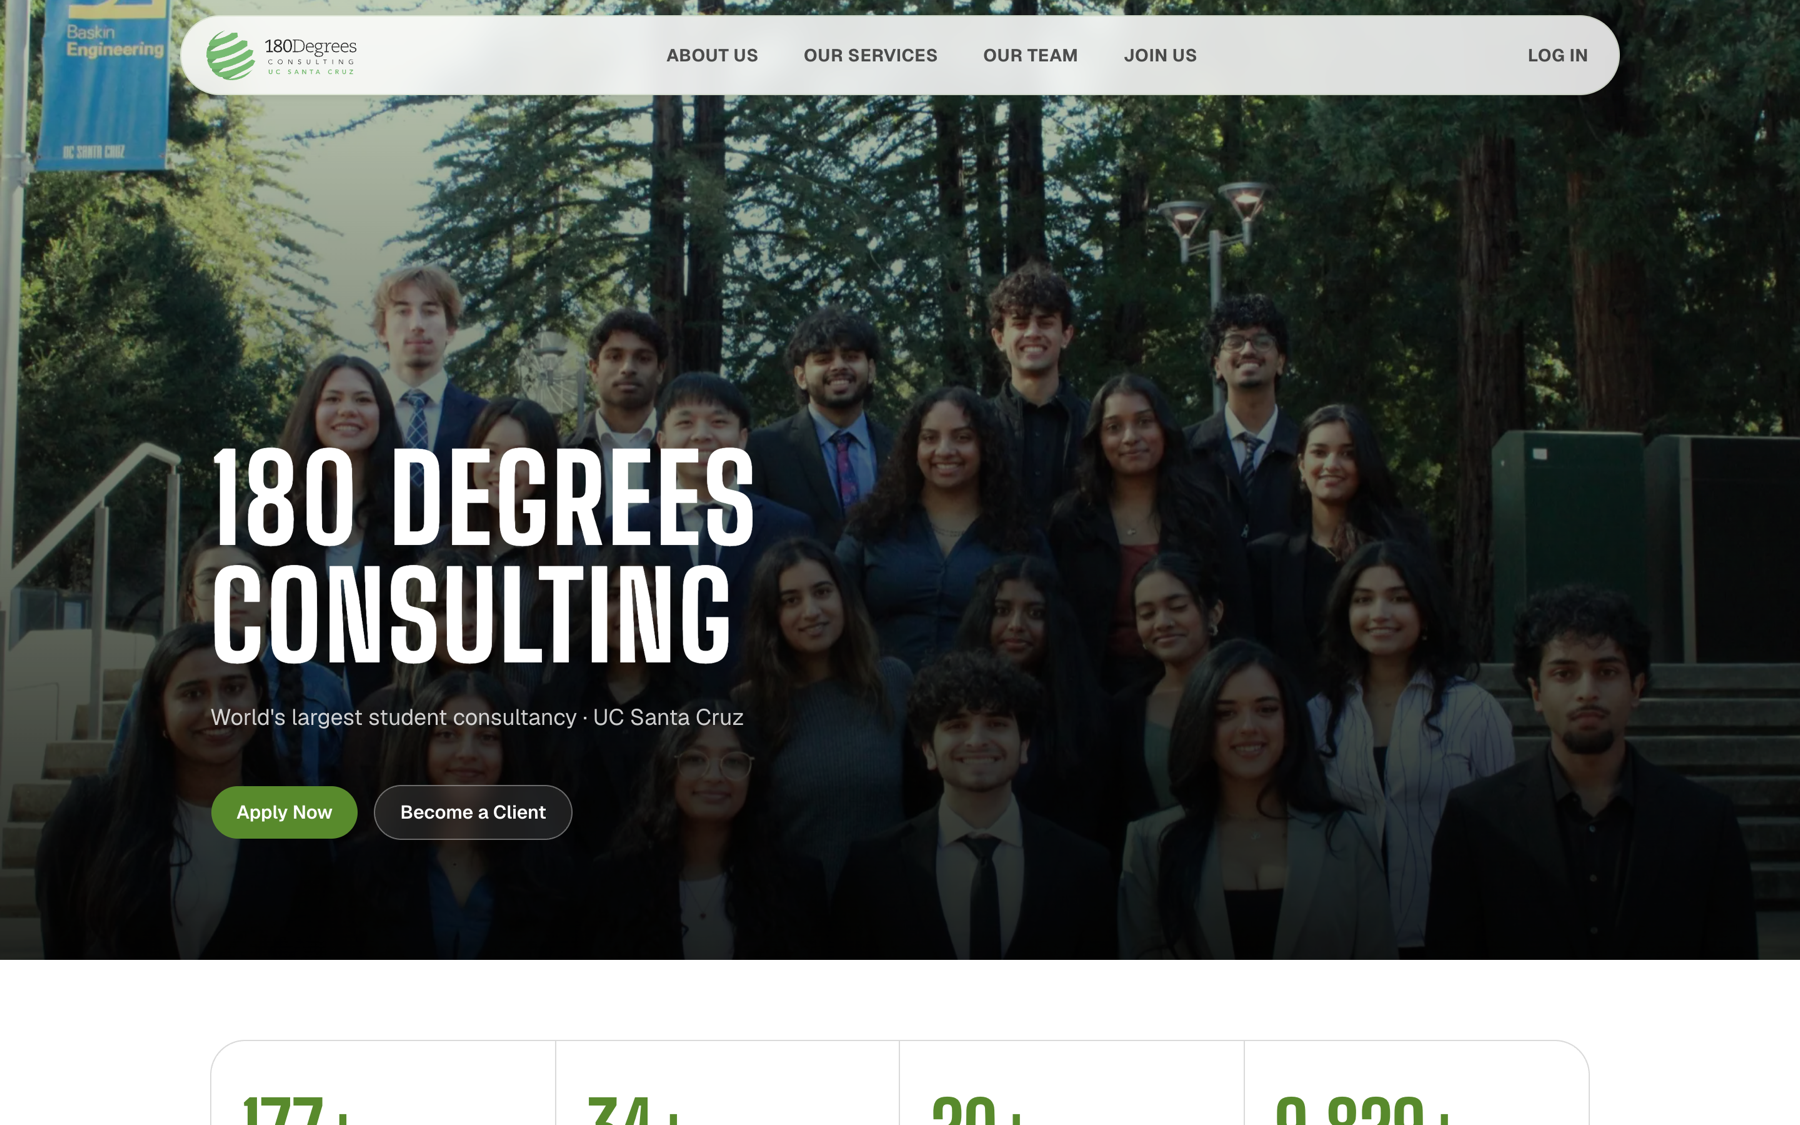 Baskin
Engineering
UC SANTA CRUZ
180Degrees
CONSULTING
UC SANTA CRUZ
ABOUT US
OUR SERVICES
OUR TEAM
JOIN US
LOG IN
180 DEGREES
CONSULTING
World's largest student consultancy · UC Santa Cruz
Apply Now
Become a Client